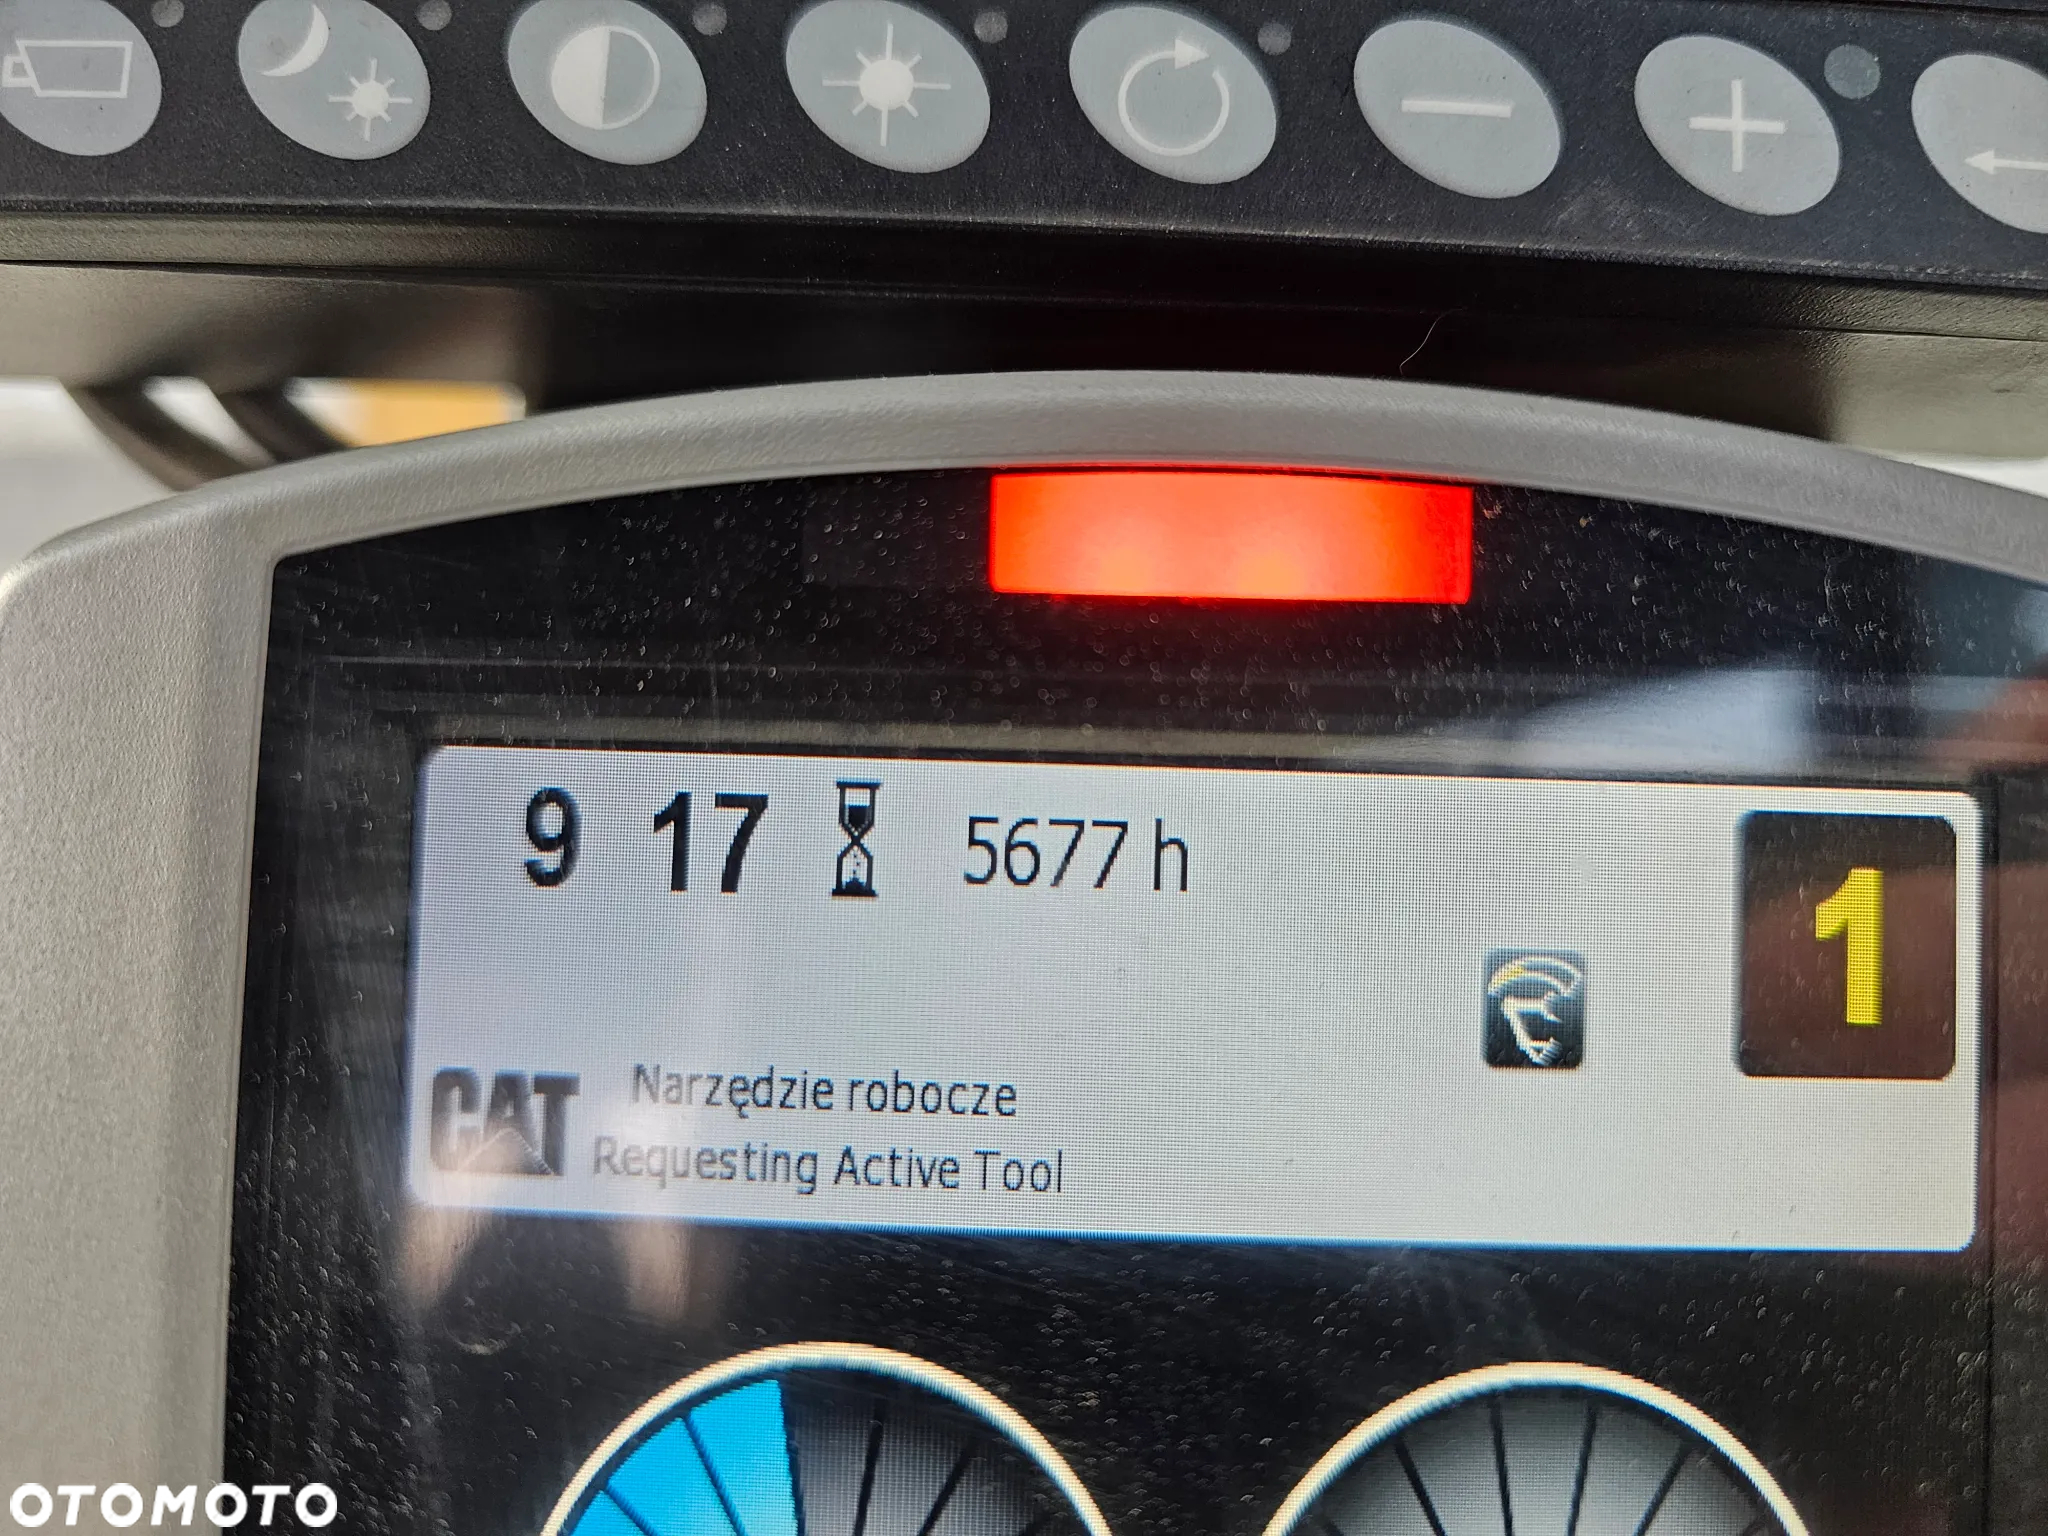 9 17 5677 h
1
CAT Narzędzie robocze
Requesting Active Tool
OTOMOTO